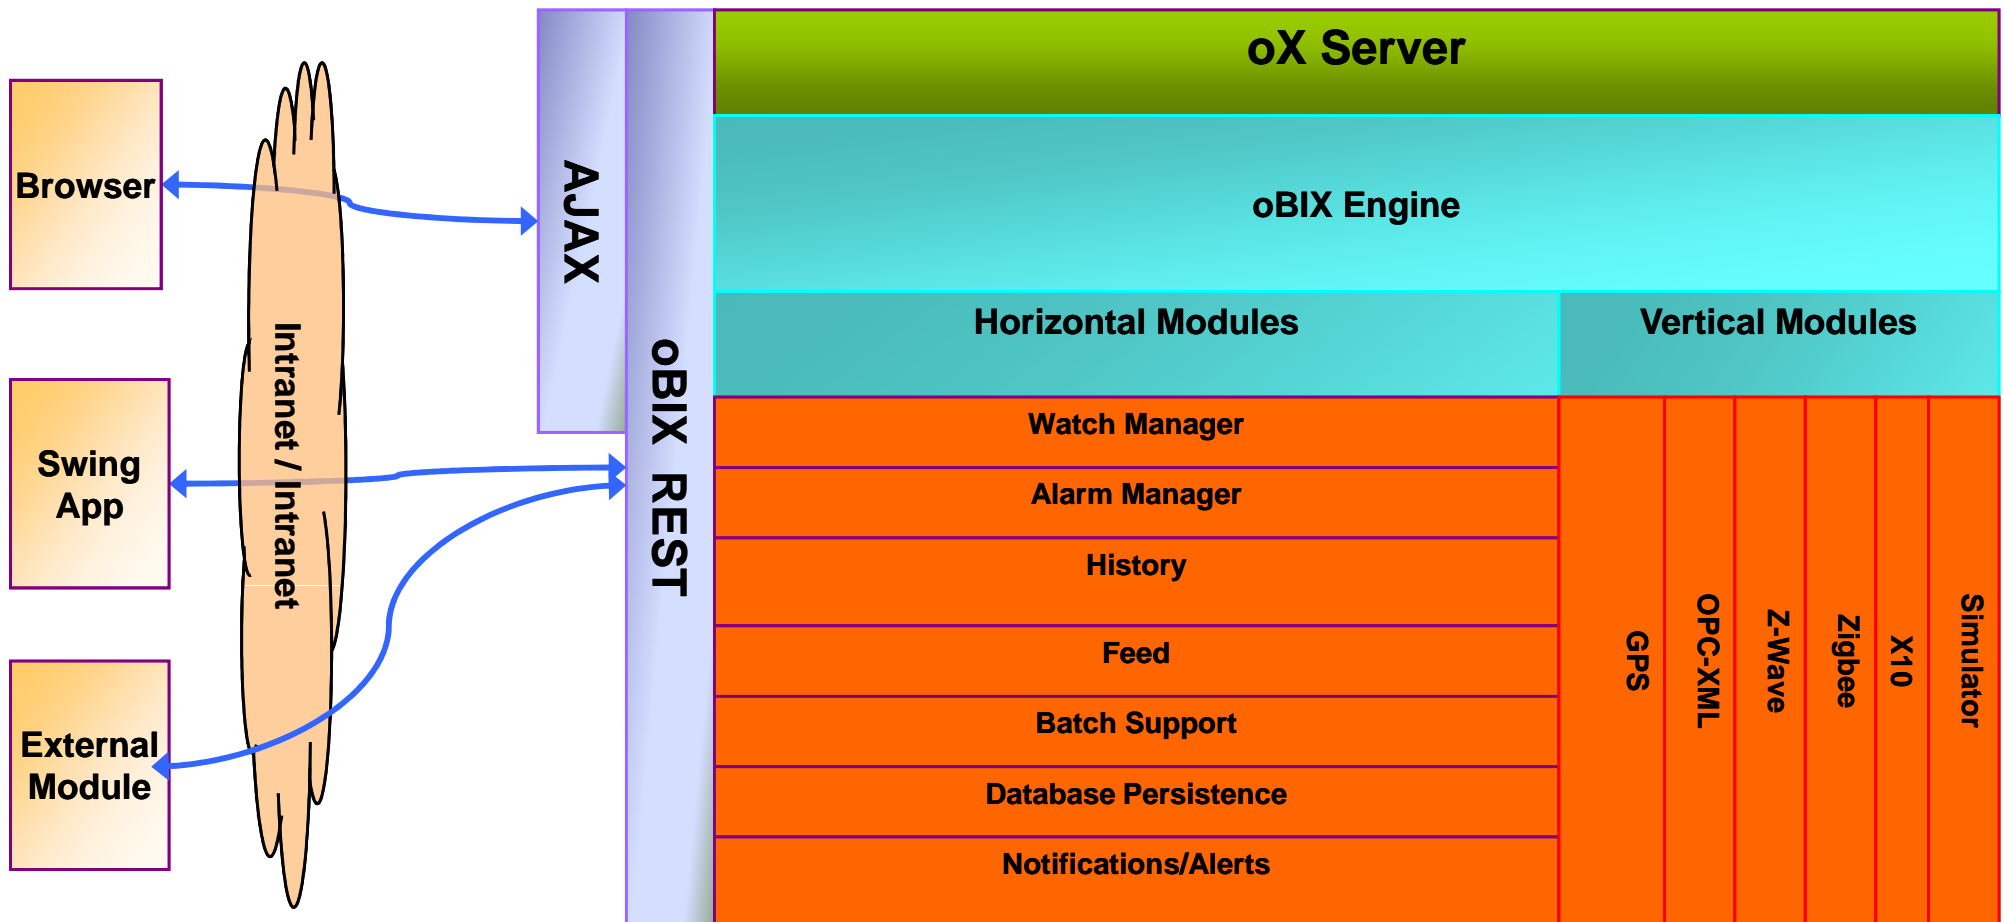 oX Server
Browser
AJAX
oBIX Engine
Intranet / Intranet
Horizontal Modules
Vertical Modules
oBIX REST
Swing
App
External
Module
Watch Manager
Alarm Manager
History
Feed
Batch Support
Database Persistence
Notifications/Alerts
GPS
OPC-XML
Z-Wave
Zigbee
X10
Simulator